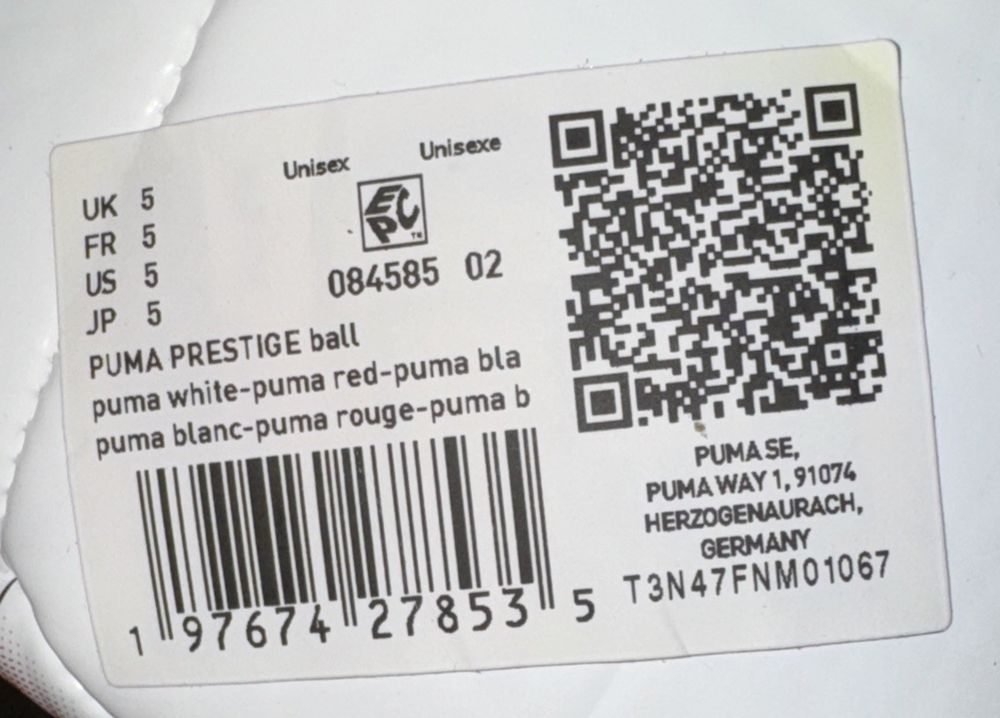 Unisex Unisexe
UK 5
FR 5
US 5
JP 5
EPC™
084585 02
PUMA PRESTIGE ball
puma white-puma red-puma bla
puma blanc-puma rouge-puma b
1 97674 27853 5
PUMA SE,
PUMA WAY 1, 91074
HERZOGENAURACH,
GERMANY
T3N47FNM01067